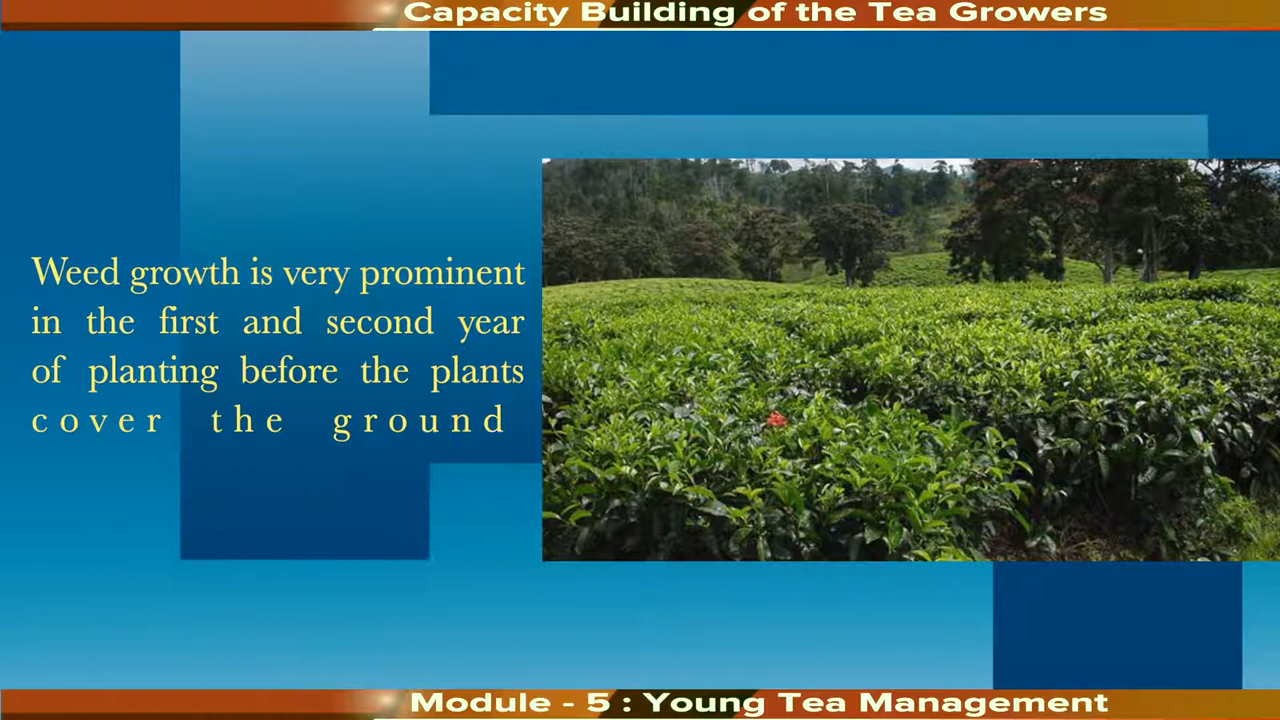 Capacity Building of the Tea Growers
Weed growth is very prominent
in the first and second year
of planting before the plants
cover the ground
Module - 5 : Young Tea Management